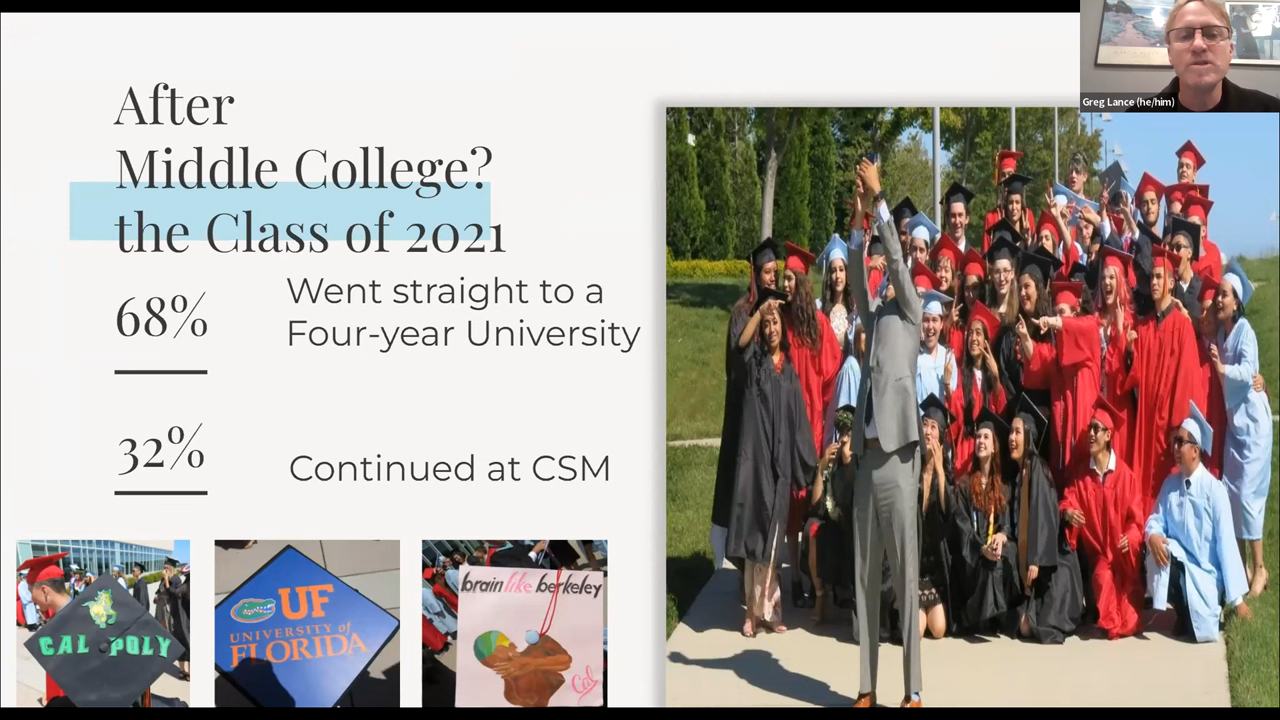 After
Middle College?
the Class of 2021
68%
Went straight to a
Four-year University
32%
Continued at CSM
CAL POLY
UF
UNIVERSITY of
FLORIDA
brain like berkeley
Cal
Greg Lance (he/him)